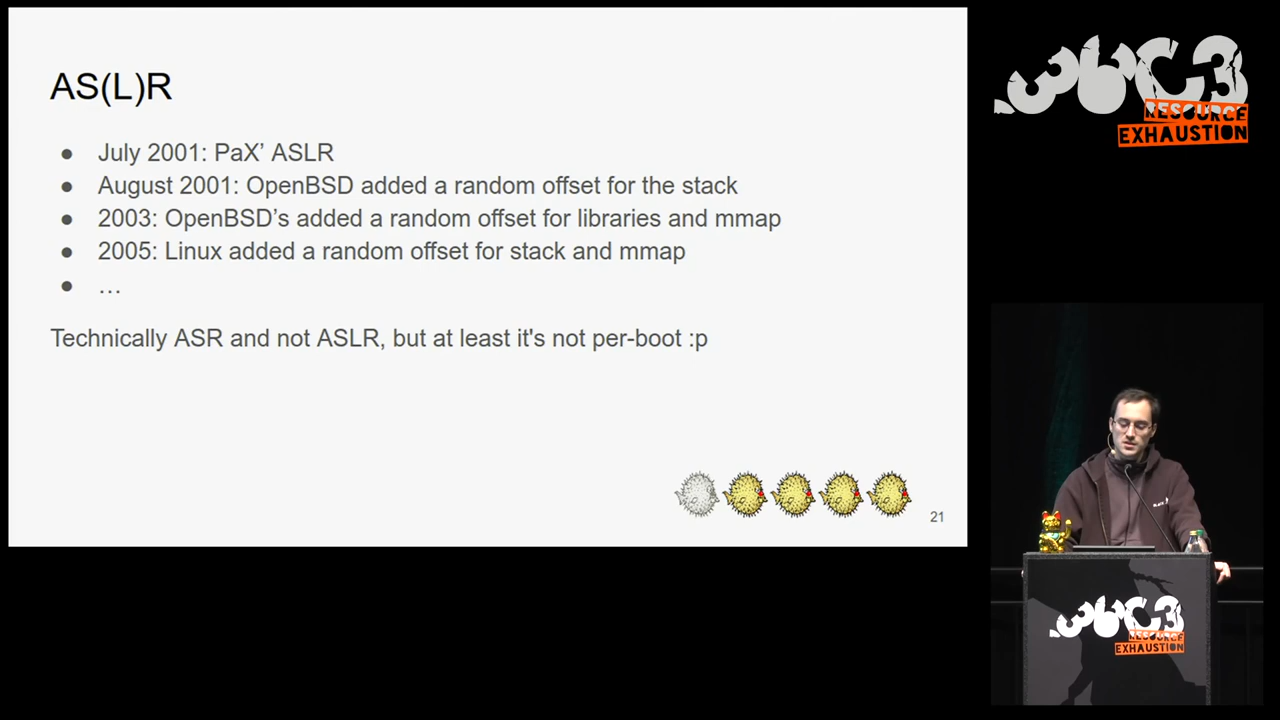 AS(L)R
● July 2001: PaX’ ASLR
● August 2001: OpenBSD added a random offset for the stack
● 2003: OpenBSD’s added a random offset for libraries and mmap
● 2005: Linux added a random offset for stack and mmap
● …
Technically ASR and not ASLR, but at least it's not per-boot :p
21
36C3
RESOURCE
EXHAUSTION
36C3
RESOURCE
EXHAUSTION